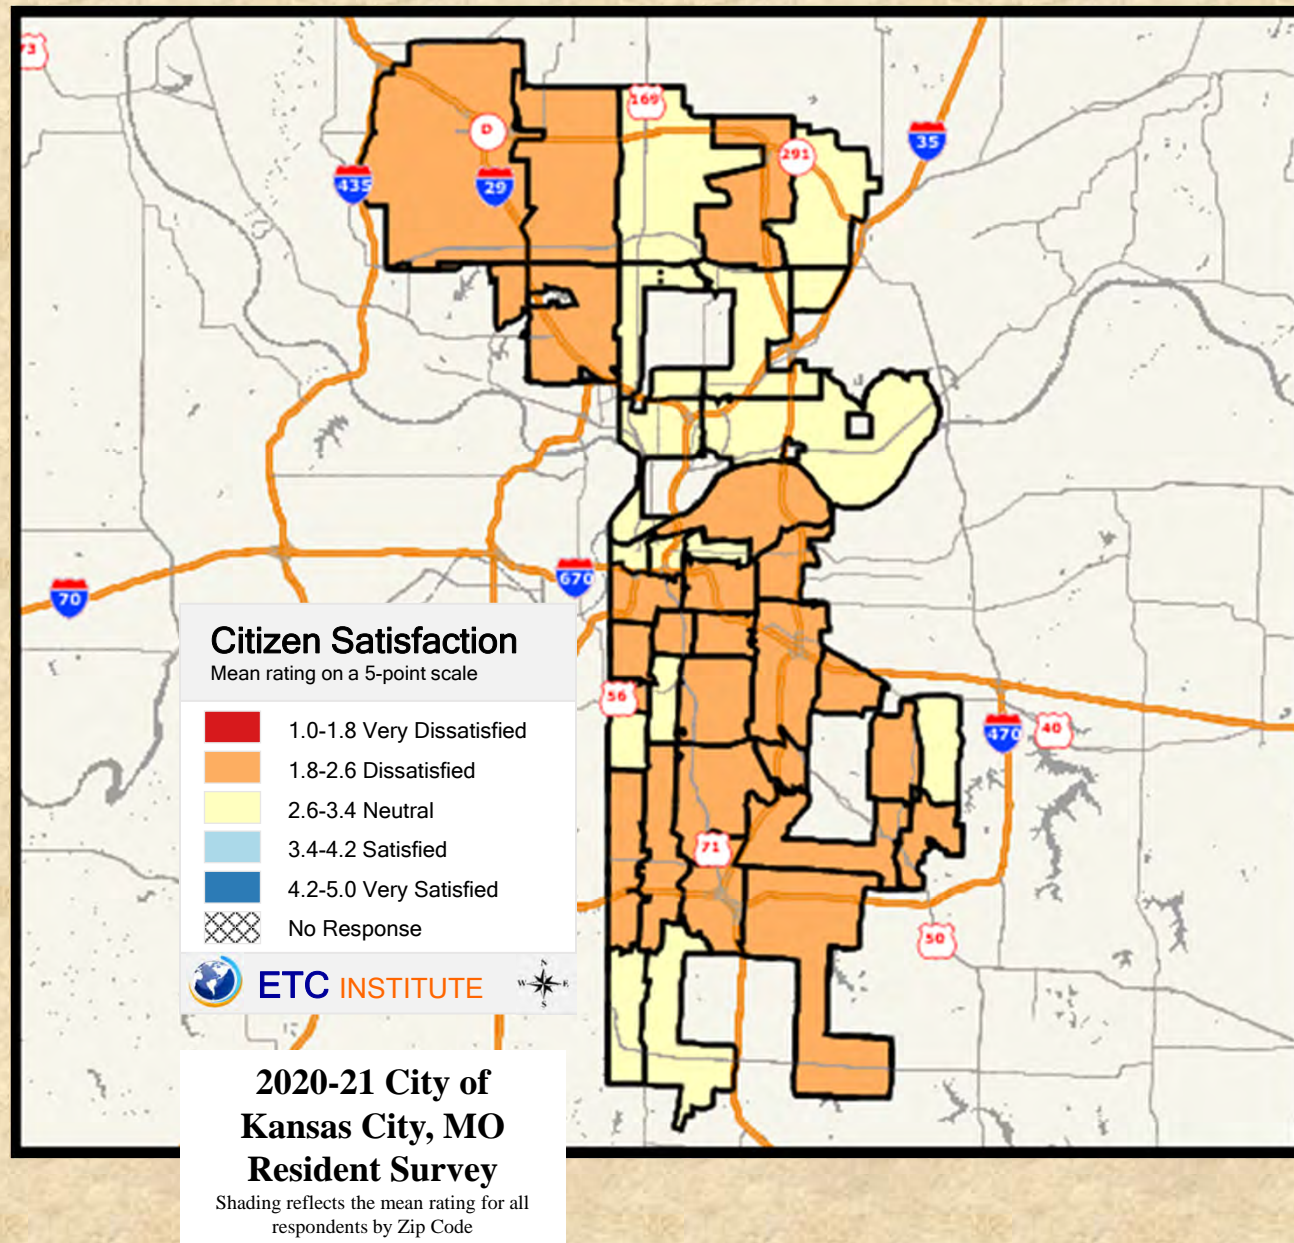 73
169
D
291
35
435
29
670
70
56
470
40
71
50
Citizen Satisfaction
Mean rating on a 5-point scale
1.0-1.8 Very Dissatisfied
1.8-2.6 Dissatisfied
2.6-3.4 Neutral
3.4-4.2 Satisfied
4.2-5.0 Very Satisfied
No Response
ETC INSTITUTE
N
W E
S
2020-21 City of
Kansas City, MO
Resident Survey
Shading reflects the mean rating for all
respondents by Zip Code